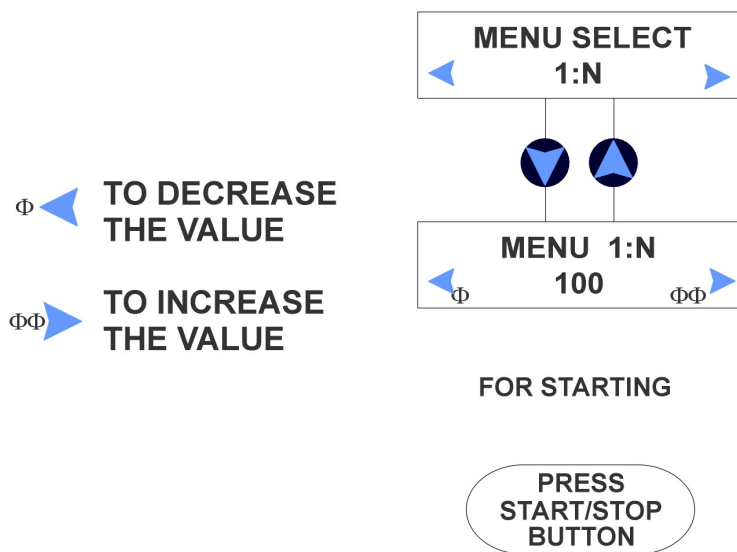 MENU SELECT
1:N
Φ TO DECREASE
THE VALUE
MENU 1:N
100
Φ
ΦΦ
ΦΦ TO INCREASE
THE VALUE
FOR STARTING
PRESS
START/STOP
BUTTON